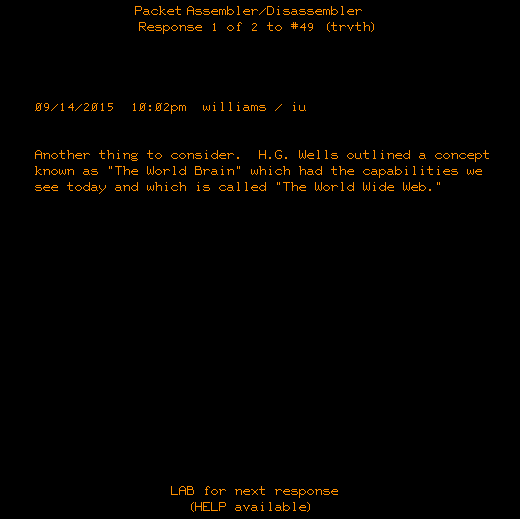 Packet Assembler/Disassembler
Response 1 of 2 to #49 (trvth)
09/14/2015 10:02pm williams / iu
Another thing to consider. H.G. Wells outlined a concept
known as "The World Brain" which had the capabilities we
see today and which is called "The World Wide Web."
LAB for next response
(HELP available)